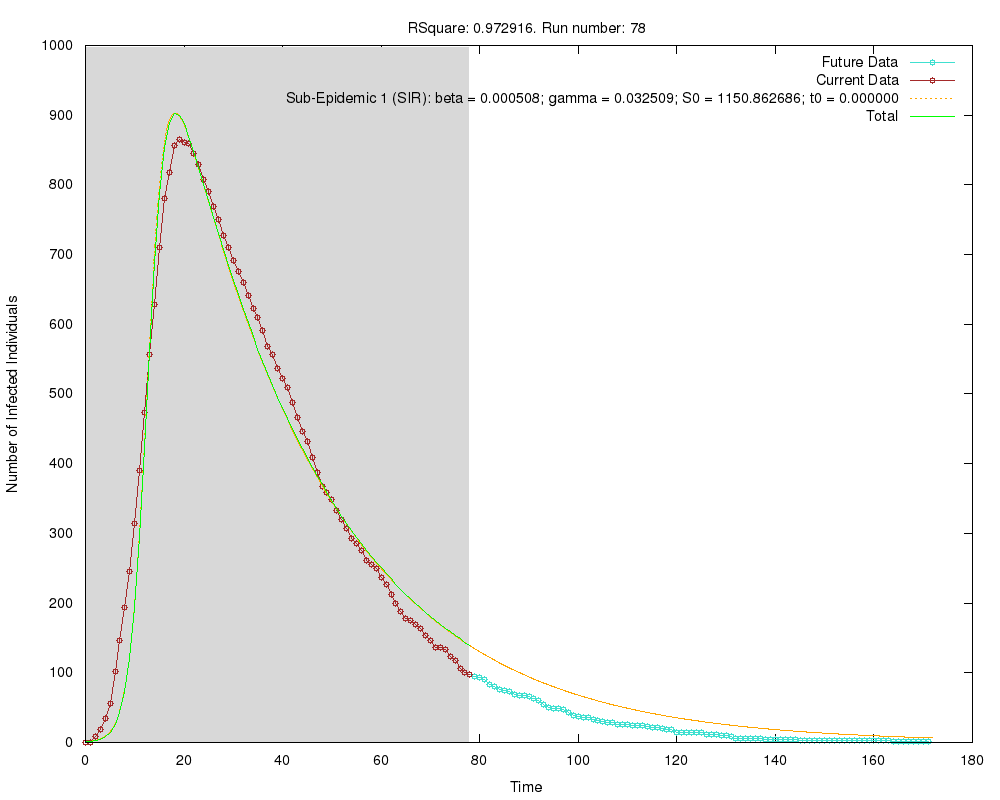 RSquare: 0.972916. Run number: 78
1000
900
800
700
600
500
400
300
200
100
0
Number of Infected Individuals
Future Data
Current Data
Sub-Epidemic 1 (SIR): beta = 0.000508; gamma = 0.032509; S0 = 1150.862686; t0 = 0.000000
Total
0 20 40 60 80 100 120 140 160 180
Time